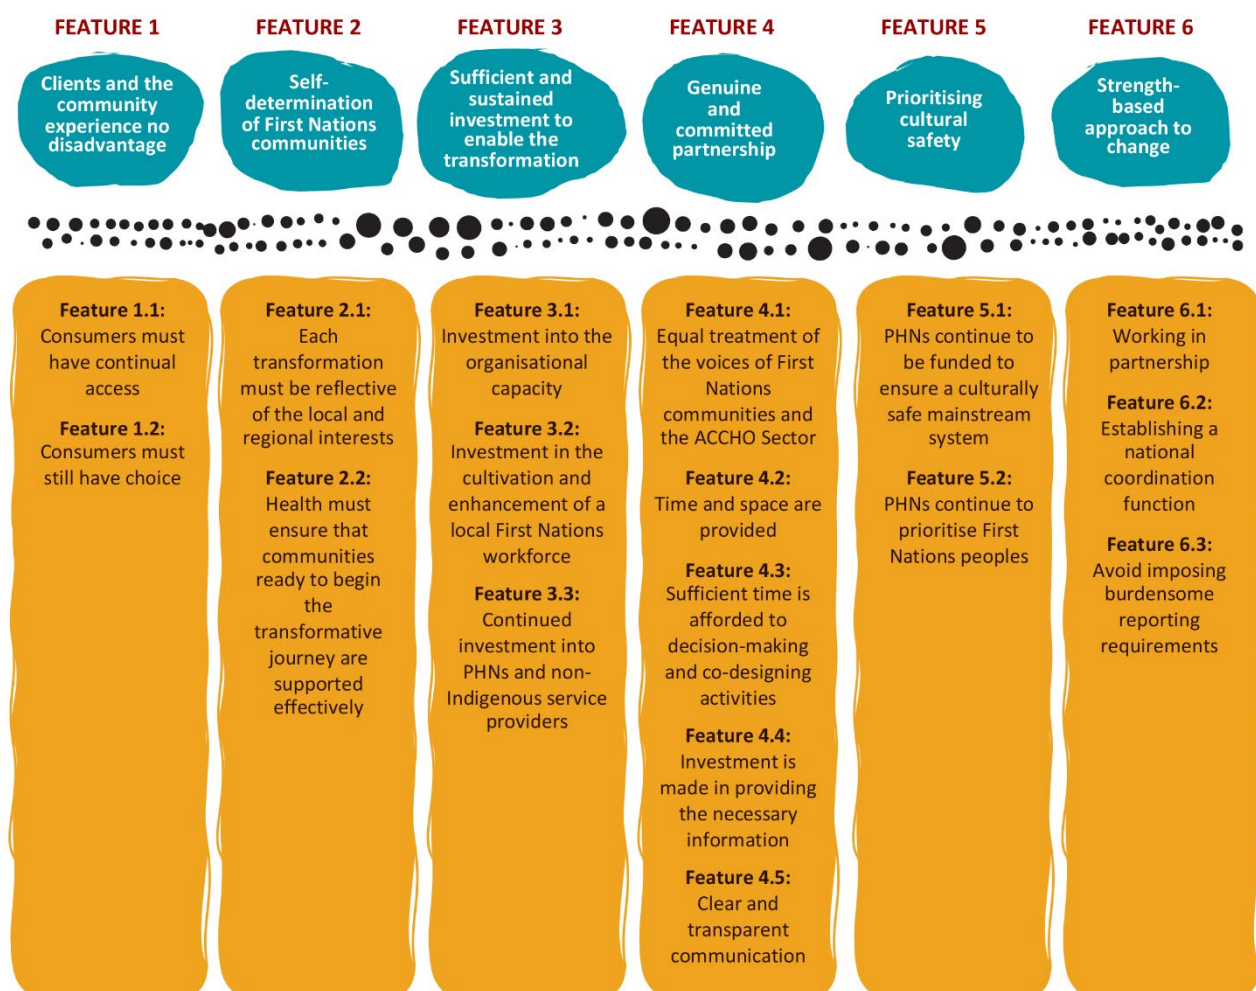 FEATURE 1
Clients and the
community
experience no
disadvantage
Feature 1.1:
Consumers must
have continual
access
Feature 1.2:
Consumers must
still have choice
FEATURE 2
Self-
determination
of First Nations
communities
Feature 2.1:
Each
transformation
must be reflective
of the local and
regional interests
Feature 2.2:
Health must
ensure that
communities
ready to begin
the
transformative
journey are
supported
effectively
FEATURE 3
Sufficient and
sustained
investment to
enable the
transformation
Feature 3.1:
Investment into the
organisational
capacity
Feature 3.2:
Investment in the
cultivation and
enhancement of a
local First Nations
workforce
Feature 3.3:
Continued
investment into
PHNs and non-
Indigenous service
providers
FEATURE 4
Genuine
and
committed
partnership
Feature 4.1:
Equal treatment of
the voices of First
Nations
communities and
the ACCHO Sector
Feature 4.2:
Time and space are
provided
Feature 4.3:
Sufficient time is
afforded to
decision-making
and co-designing
activities
Feature 4.4:
Investment is
made in providing
the necessary
information
Feature 4.5:
Clear and
transparent
communication
FEATURE 5
Prioritising
cultural
safety
Feature 5.1:
PHNs continue to
be funded to
ensure a culturally
safe mainstream
system
Feature 5.2:
PHNs continue to
prioritise First
Nations peoples
FEATURE 6
Strength-
based
approach to
change
Feature 6.1:
Working in
partnership
Feature 6.2:
Establishing a
national
coordination
function
Feature 6.3:
Avoid imposing
burdensome
reporting
requirements